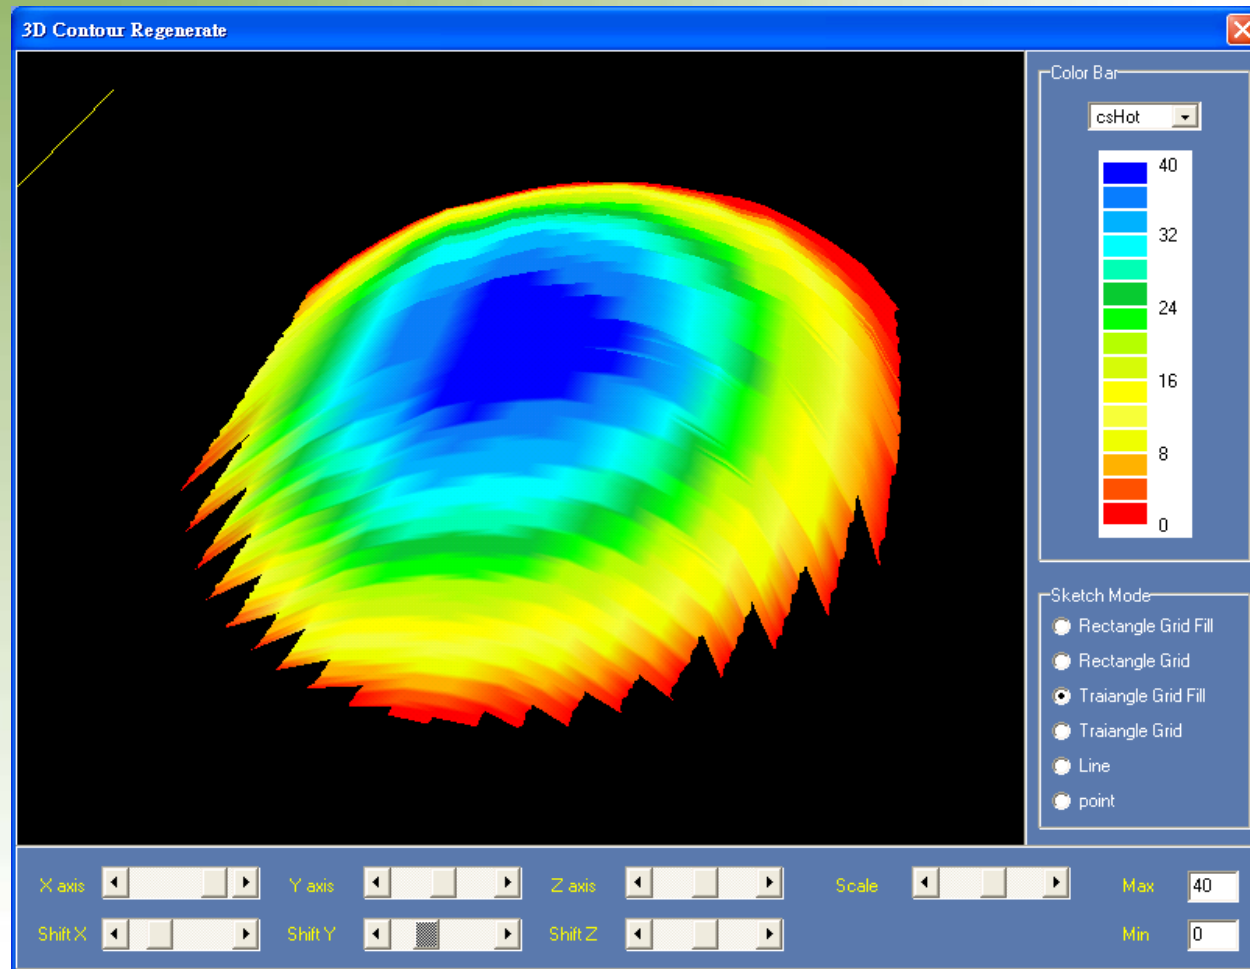 3D Contour Regenerate
Color Bar
csHot
40
32
24
16
8
0
Sketch Mode
Rectangle Grid Fill
Rectangle Grid
Traiangle Grid Fill
Traiangle Grid
Line
point
X axis Y axis Z axis Scale Max 40
Shift X Shift Y Shift Z Min 0